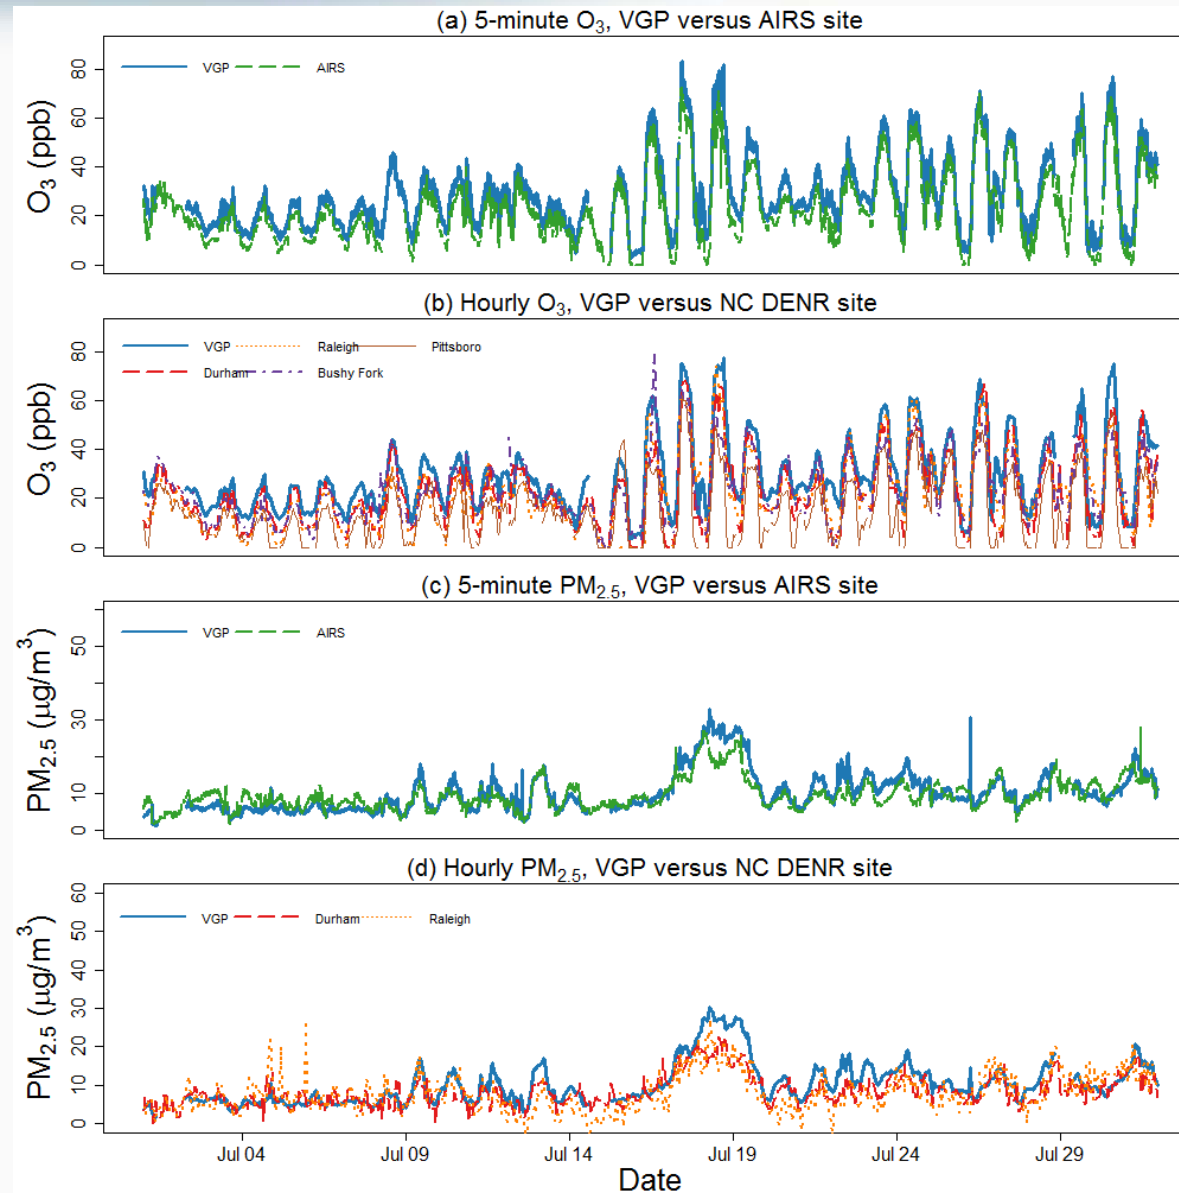 (a) 5-minute O₃, VGP versus AIRS site
VGP AIRS
O₃ (ppb)
80
60
40
20
0
(b) Hourly O₃, VGP versus NC DENR site
VGP Raleigh Pittsboro
Durham Bushy Fork
O₃ (ppb)
80
60
40
20
0
(c) 5-minute PM₂.₅, VGP versus AIRS site
VGP AIRS
PM₂.₅ (μg/m³)
50
30
10
0
(d) Hourly PM₂.₅, VGP versus NC DENR site
VGP Durham Raleigh
PM₂.₅ (μg/m³)
60
50
40
30
20
10
0
Jul 04 Jul 09 Jul 14 Jul 19 Jul 24 Jul 29
Date